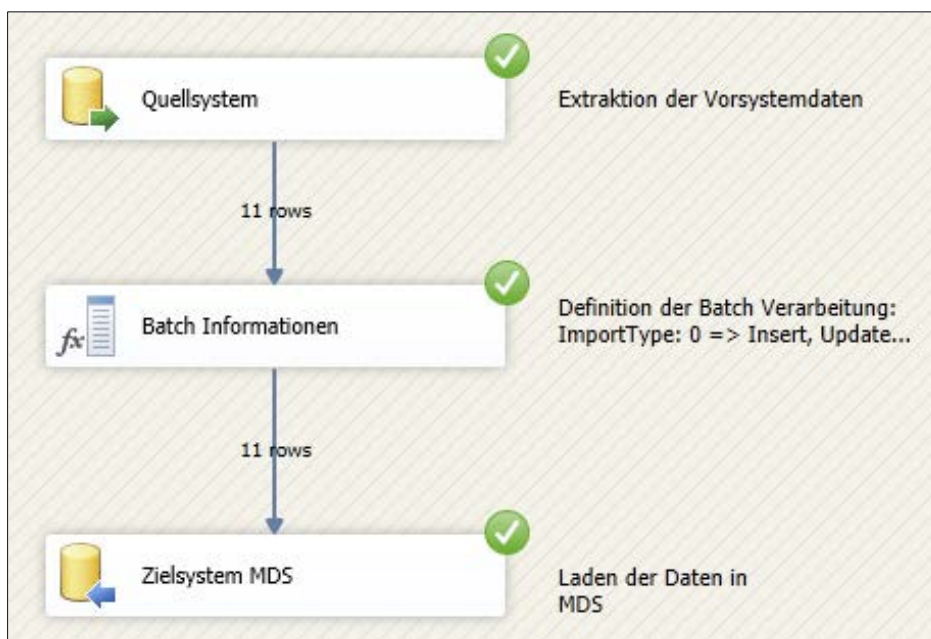 Quellsystem
Extraktion der Vorsystemdaten
11 rows
Batch Informationen
Definition der Batch Verarbeitung:
ImportType: 0 => Insert, Update...
11 rows
Zielsystem MDS
Laden der Daten in
MDS